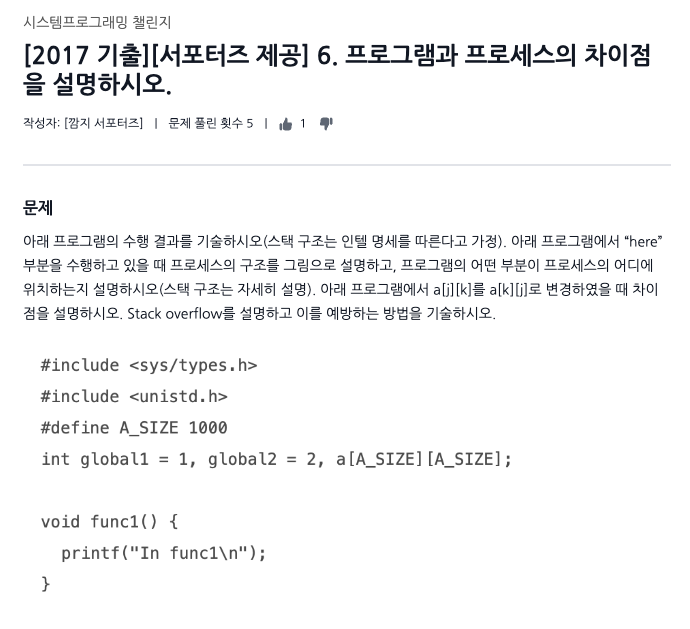 시스템프로그래밍 챌린지
[2017 기출][서포터즈 제공] 6. 프로그램과 프로세스의 차이점
을 설명하시오.
작성자: [깜지 서포터즈] | 문제 풀린 횟수 5 | 1
문제
아래 프로그램의 수행 결과를 기술하시오(스택 구조는 인텔 명세를 따른다고 가정). 아래 프로그램에서 “here”
부분을 수행하고 있을 때 프로세스의 구조를 그림으로 설명하고, 프로그램의 어떤 부분이 프로세스의 어디에
위치하는지 설명하시오(스택 구조는 자세히 설명). 아래 프로그램에서 a[j][k]를 a[k][j]로 변경하였을 때 차이
점을 설명하시오. Stack overflow를 설명하고 이를 예방하는 방법을 기술하시오.
#include <sys/types.h>
#include <unistd.h>
#define A_SIZE 1000
int global1 = 1, global2 = 2, a[A_SIZE][A_SIZE];
void func1() {
printf("In func1\n");
}